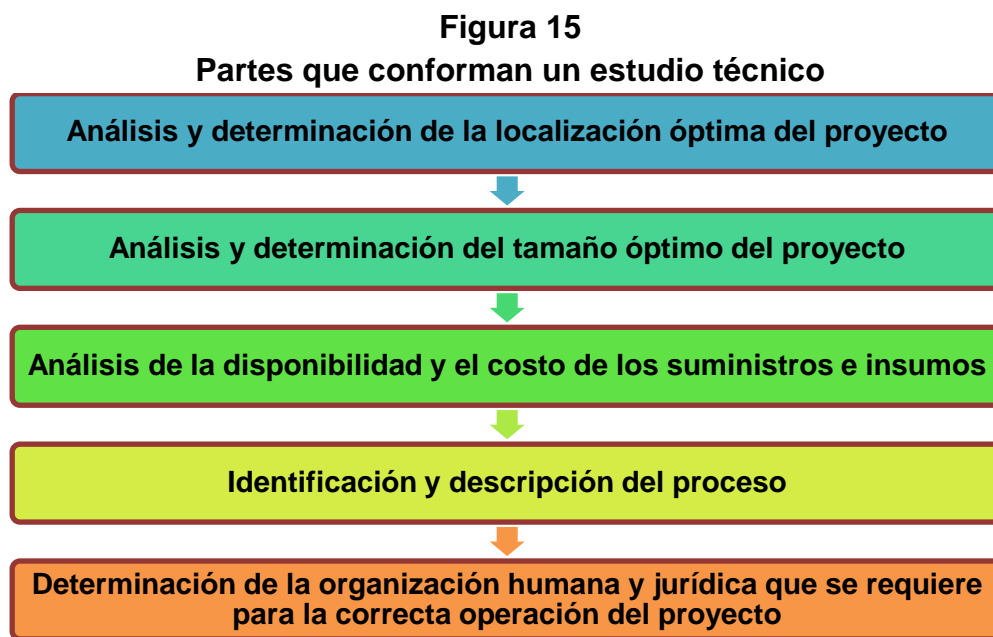 Figura 15
Partes que conforman un estudio técnico
Análisis y determinación de la localización óptima del proyecto
Análisis y determinación del tamaño óptimo del proyecto
Análisis de la disponibilidad y el costo de los suministros e insumos
Identificación y descripción del proceso
Determinación de la organización humana y jurídica que se requiere
para la correcta operación del proyecto